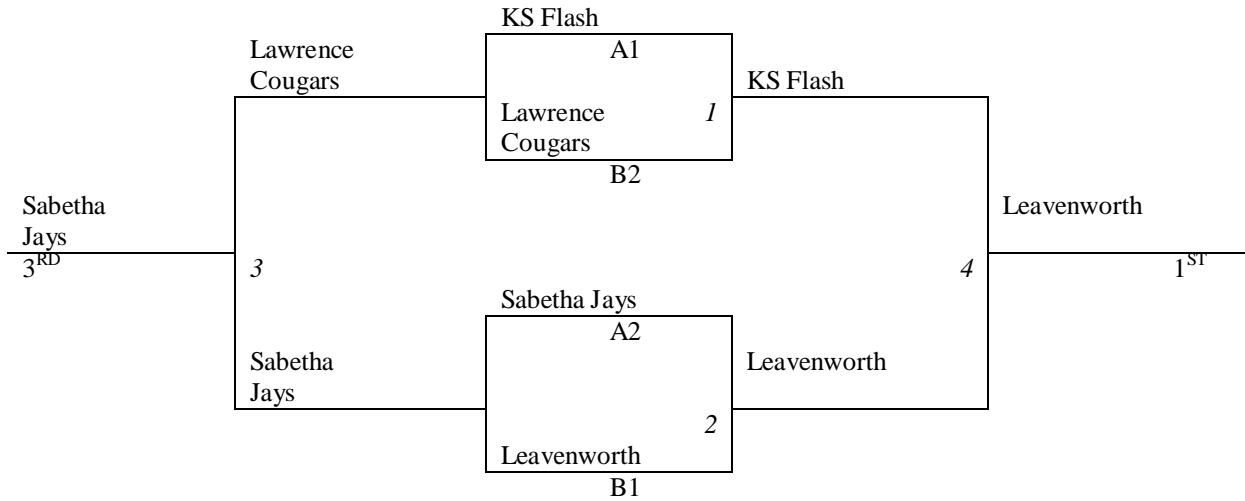 KS Flash
Lawrence
Cougars
A1
KS Flash
Lawrence
Cougars
1
B2
Sabetha
Jays
3RD
Leavenworth
1ST
3
4
Sabetha Jays
A2
Sabetha
Jays
Leavenworth
2
Leavenworth
B1